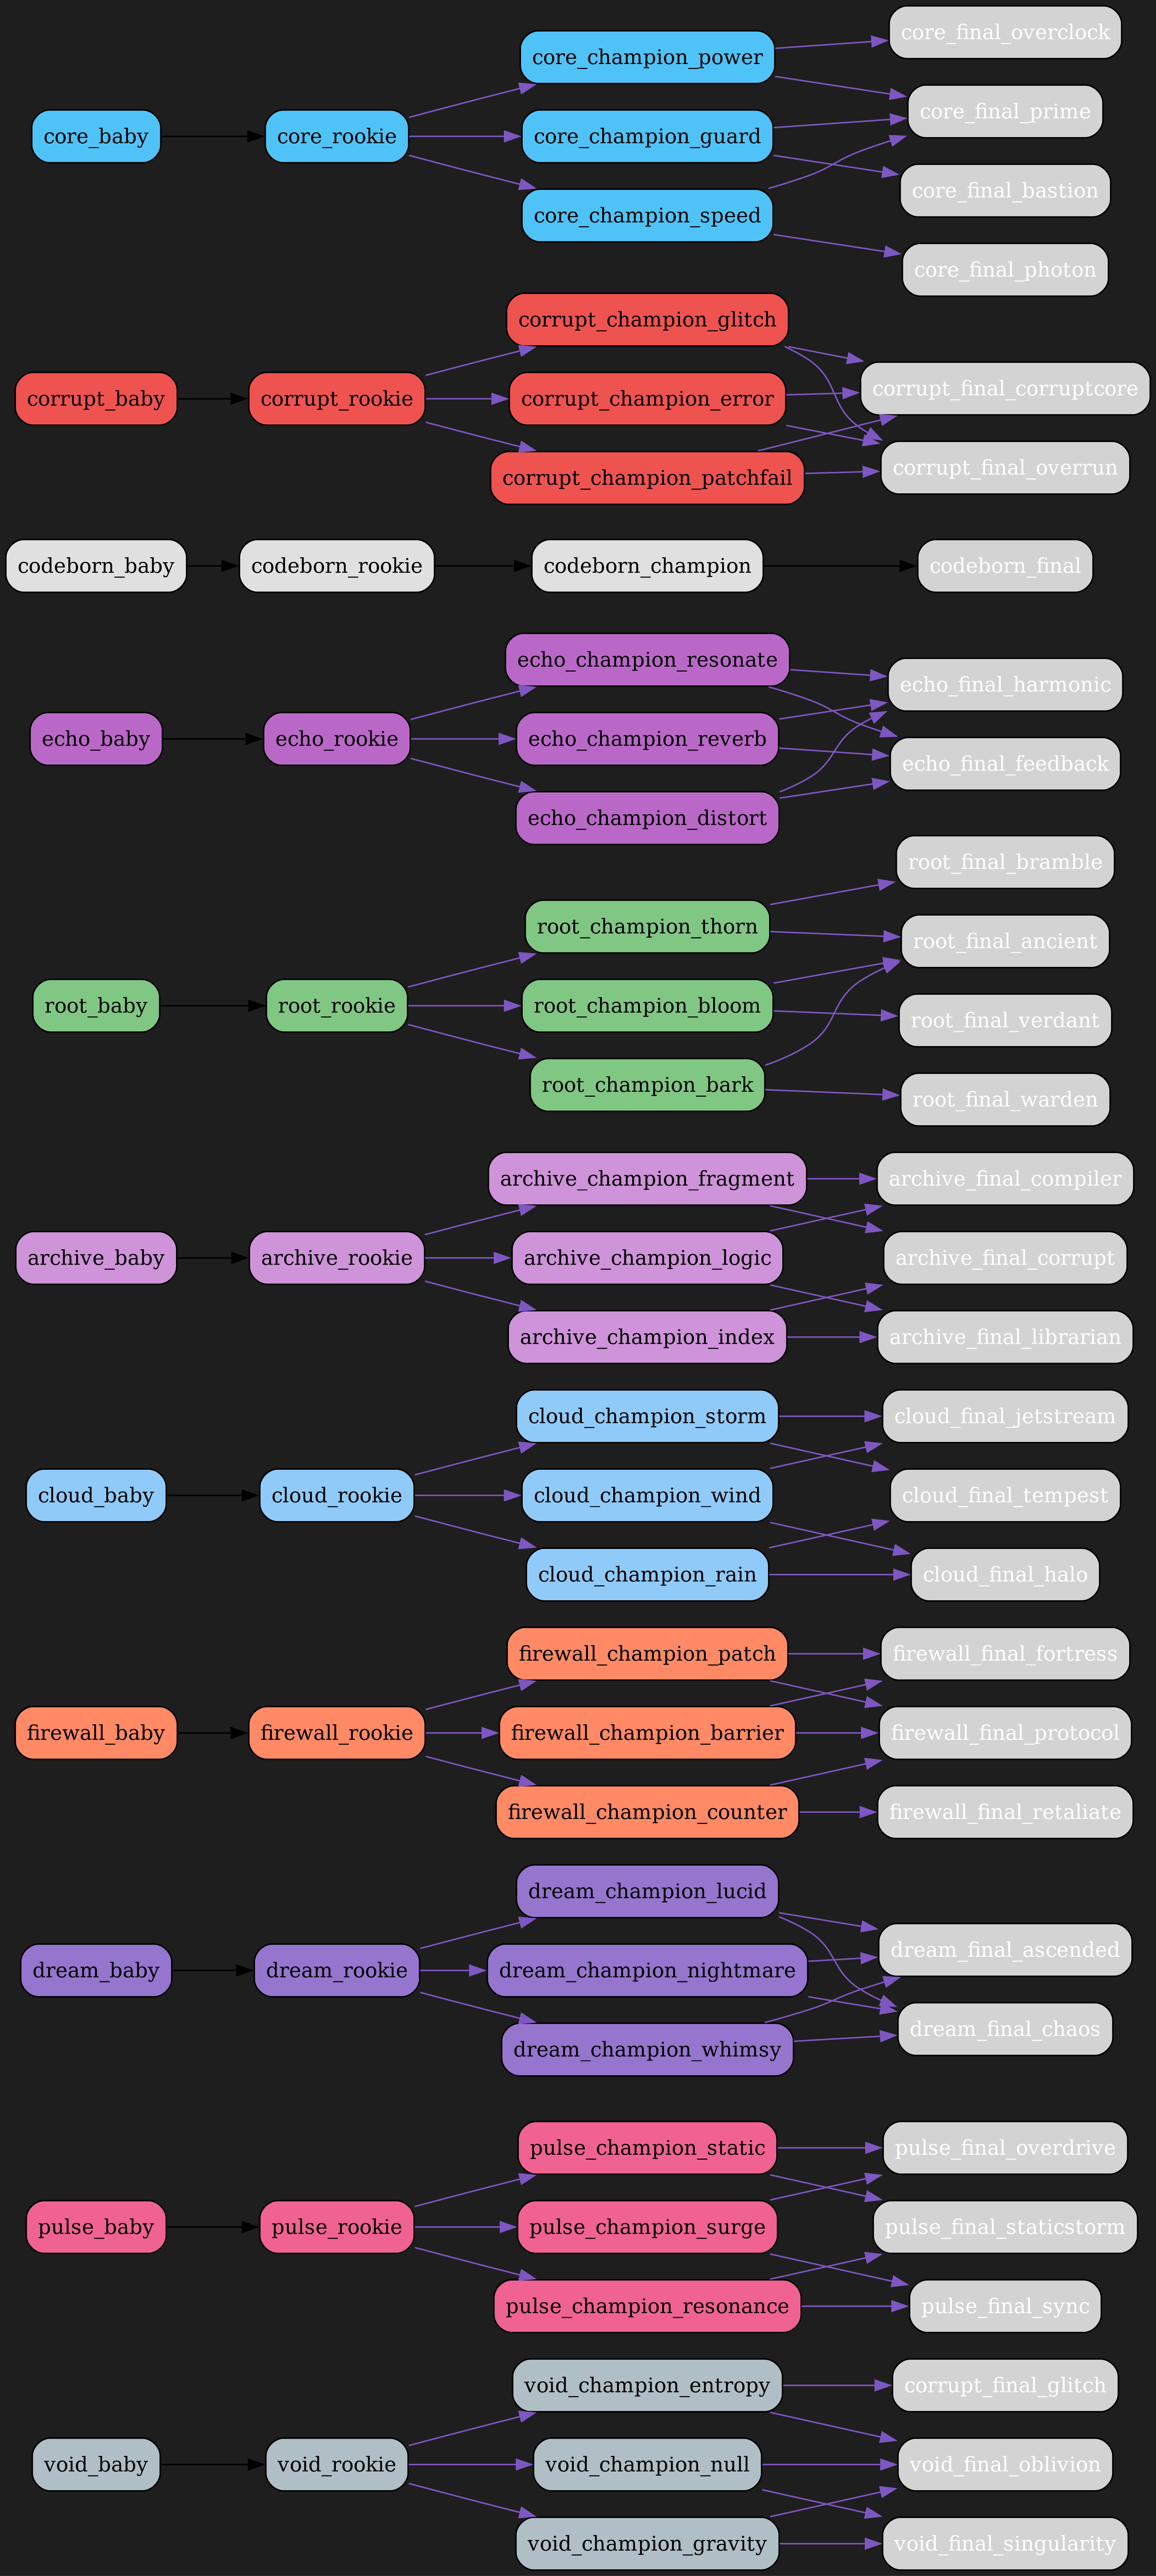 core_baby
core_rookie
core_champion_power
core_champion_guard
core_champion_speed
core_final_overclock
core_final_prime
core_final_bastion
core_final_photon
corrupt_baby
corrupt_rookie
corrupt_champion_glitch
corrupt_champion_error
corrupt_champion_patchfail
corrupt_final_corruptcore
corrupt_final_overrun
codeborn_baby
codeborn_rookie
codeborn_champion
codeborn_final
echo_baby
echo_rookie
echo_champion_resonate
echo_champion_reverb
echo_champion_distort
echo_final_harmonic
echo_final_feedback
root_baby
root_rookie
root_champion_thorn
root_champion_bloom
root_champion_bark
root_final_bramble
root_final_ancient
root_final_verdant
root_final_warden
archive_baby
archive_rookie
archive_champion_fragment
archive_champion_logic
archive_champion_index
archive_final_compiler
archive_final_corrupt
archive_final_librarian
cloud_baby
cloud_rookie
cloud_champion_storm
cloud_champion_wind
cloud_champion_rain
cloud_final_jetstream
cloud_final_tempest
cloud_final_halo
firewall_baby
firewall_rookie
firewall_champion_patch
firewall_champion_barrier
firewall_champion_counter
firewall_final_fortress
firewall_final_protocol
firewall_final_retaliate
dream_baby
dream_rookie
dream_champion_lucid
dream_champion_nightmare
dream_champion_whimsy
dream_final_ascended
dream_final_chaos
pulse_baby
pulse_rookie
pulse_champion_static
pulse_champion_surge
pulse_champion_resonance
pulse_final_overdrive
pulse_final_staticstorm
pulse_final_sync
void_baby
void_rookie
void_champion_entropy
void_champion_null
void_champion_gravity
corrupt_final_glitch
void_final_oblivion
void_final_singularity